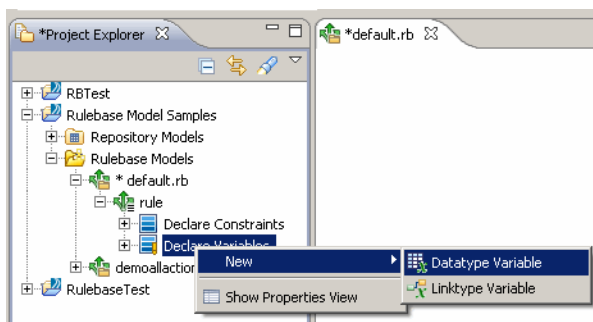 *Project Explorer
*default.rb
RBTest
Rulebase Model Samples
Repository Models
Rulebase Models
* default.rb
rule
Declare Constraints
Declare Variables
New
Datatype Variable
demoallaction
Linktype Variable
RulebaseTest
Show Properties View